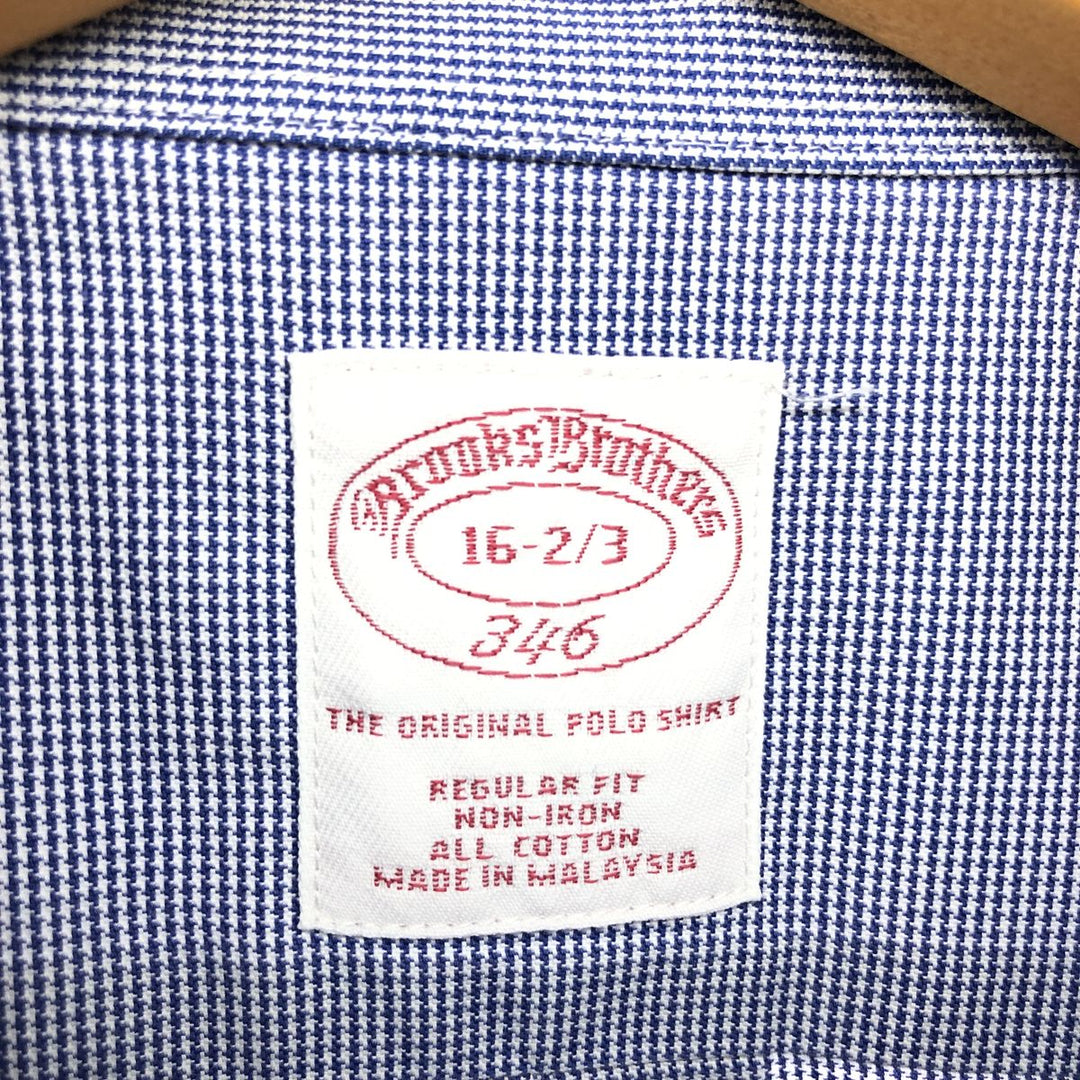 Brooks Brothers
16-2/3
346
THE ORIGINAL POLO SHIRT
REGULAR FIT
NON-IRON
ALL COTTON
MADE IN MALAYSIA